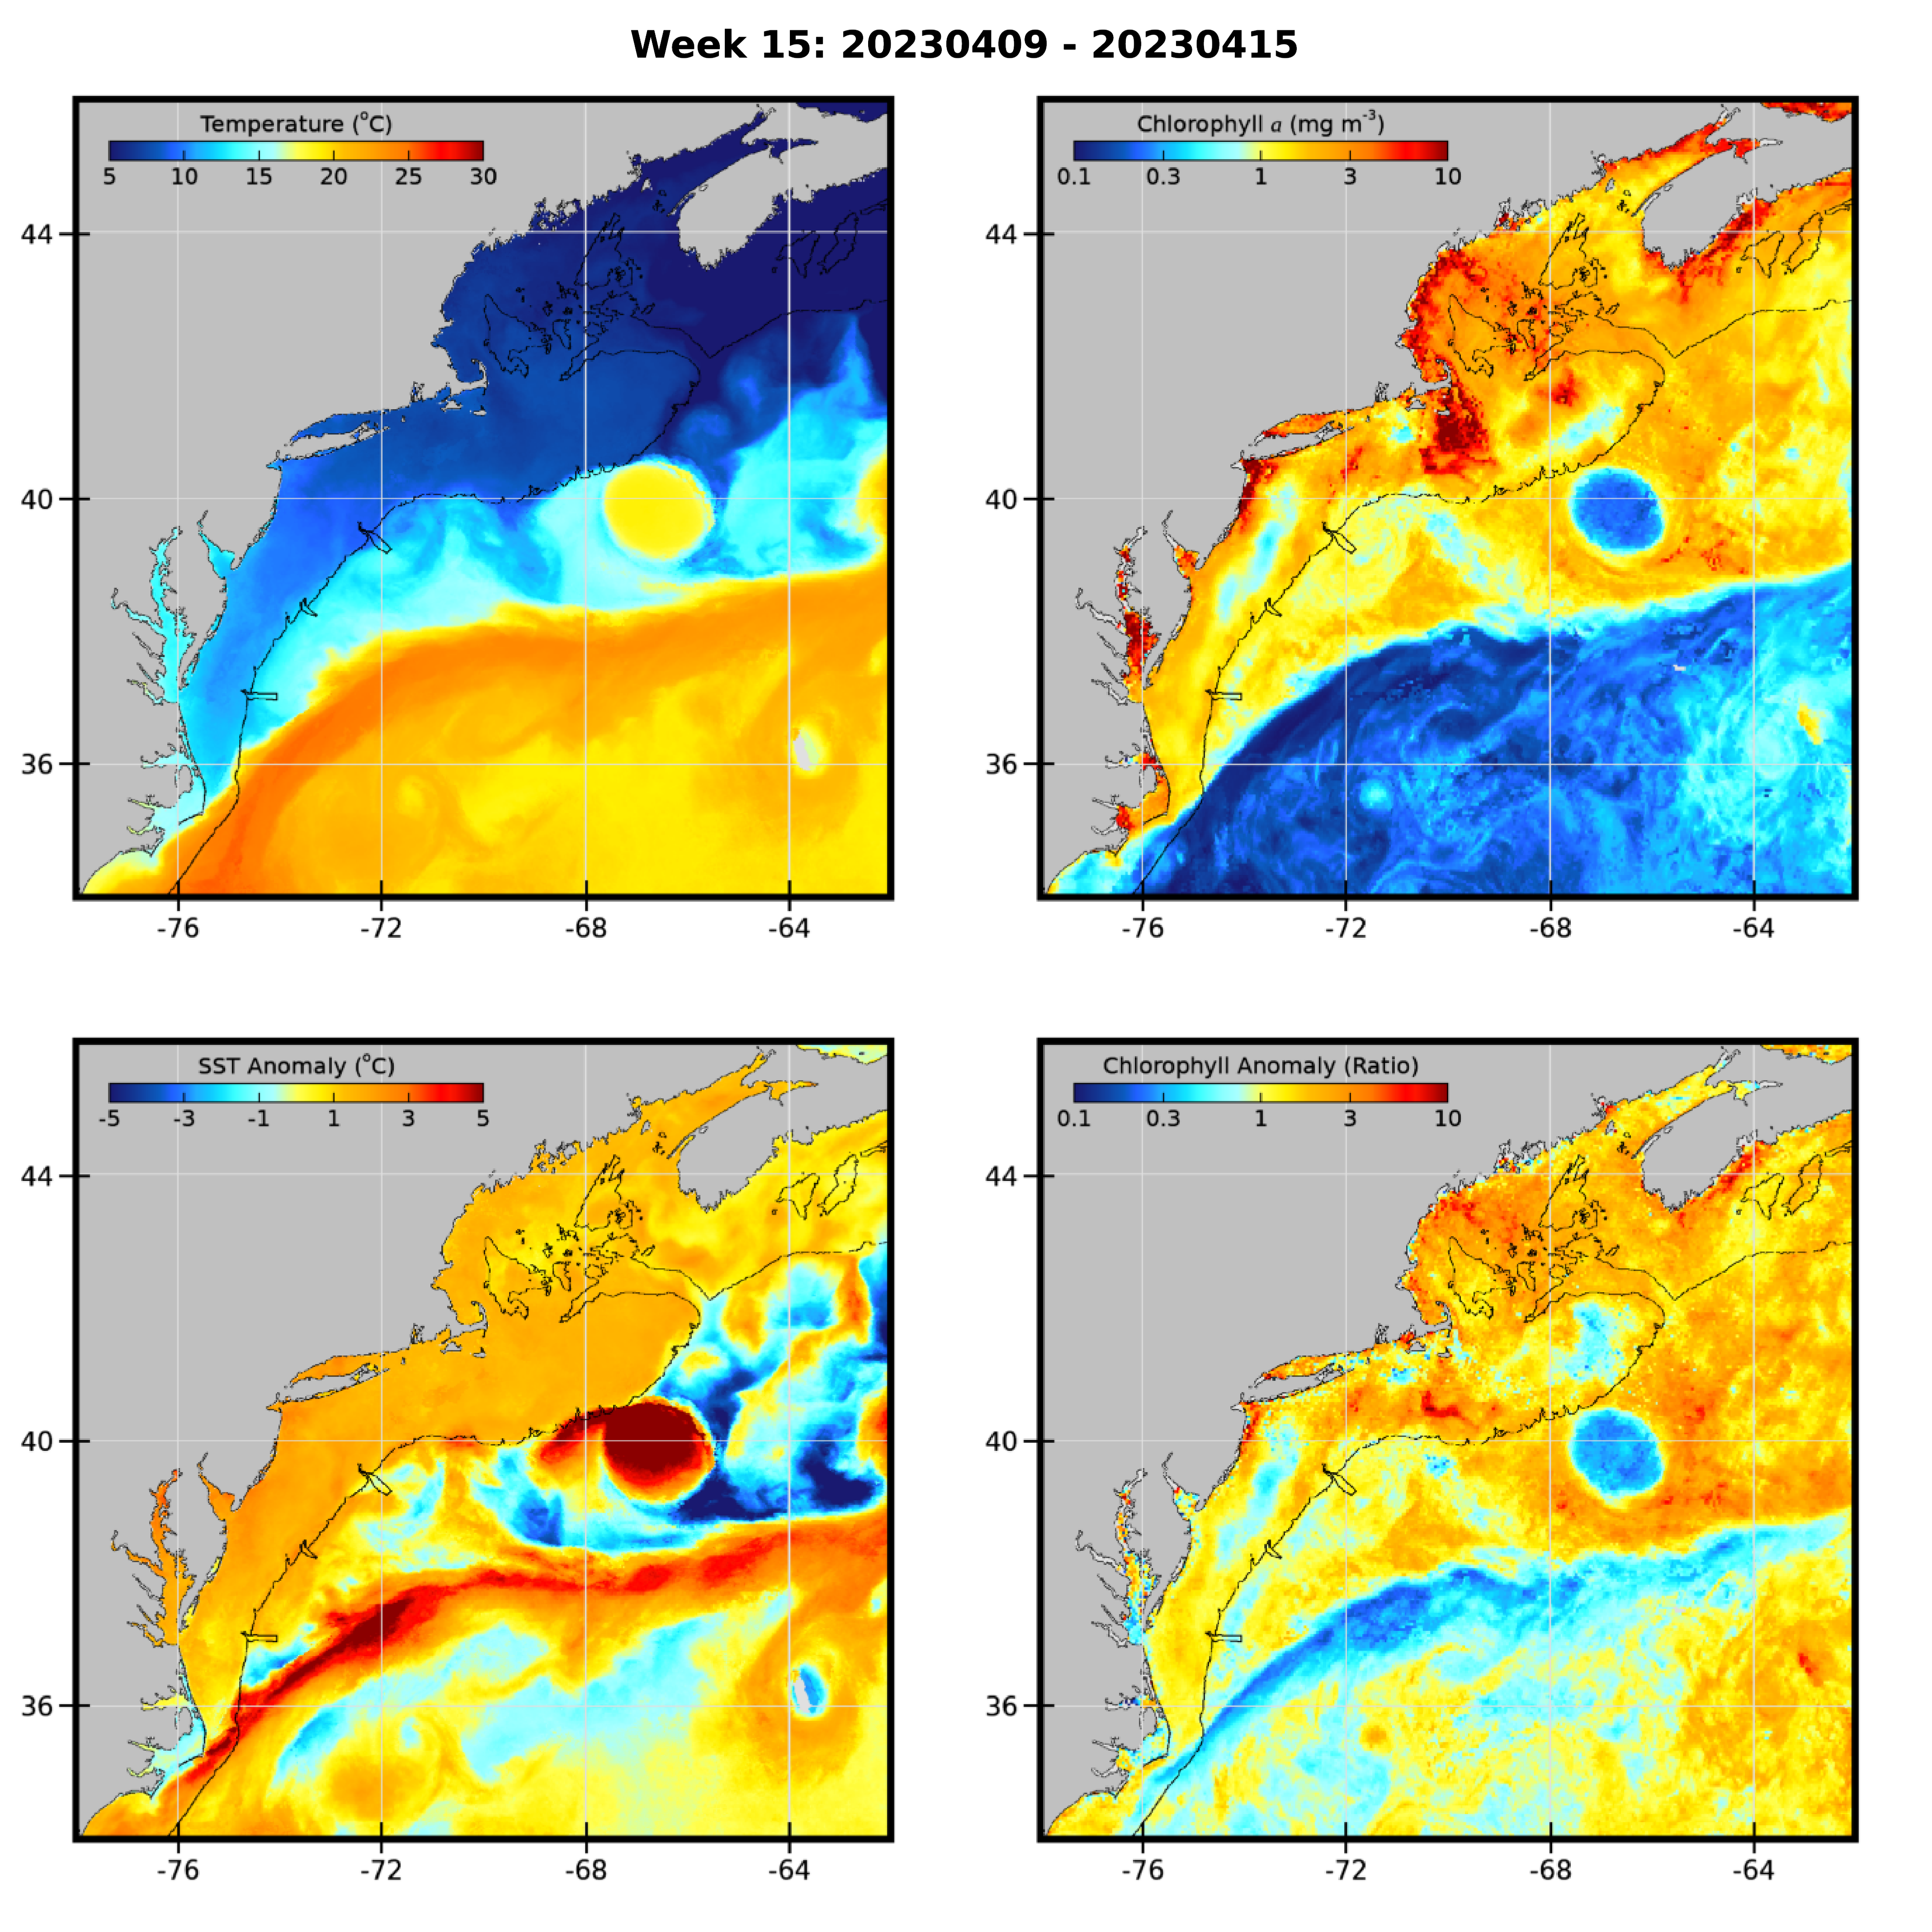 Week 15: 20230409 - 20230415
Temperature (°C)
5 10 15 20 25 30
44
40
36
-76 -72 -68 -64
Chlorophyll a (mg m⁻³)
0.1 0.3 1 3 10
44
40
36
-76 -72 -68 -64
SST Anomaly (°C)
-5 -3 -1 1 3 5
44
40
36
-76 -72 -68 -64
Chlorophyll Anomaly (Ratio)
0.1 0.3 1 3 10
44
40
36
-76 -72 -68 -64